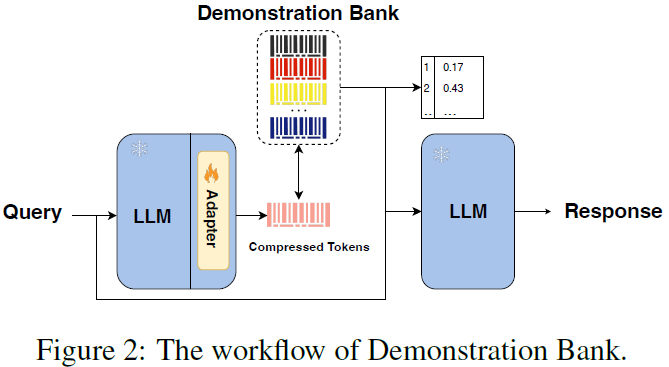 Demonstration Bank
...
1 0.17
2 0.43
.. ...
Query
LLM
Adapter
Compressed Tokens
LLM
Response
Figure 2: The workflow of Demonstration Bank.